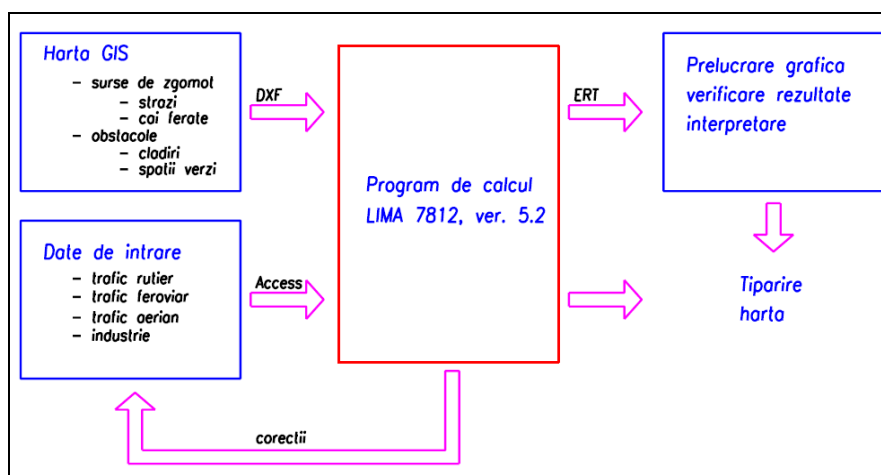 Harta GIS
- surse de zgomot
- strazi
- cai ferate
- obstacole
- cladiri
- spatii verzi
DXF
Date de intrare
- trafic rutier
- trafic feroviar
- trafic aerian
- industrie
Access
Program de calcul
LIMA 7812, ver. 5.2
ERT
Prelucrare grafica
verificare rezultate
interpretare
Tiparire
harta
corectii